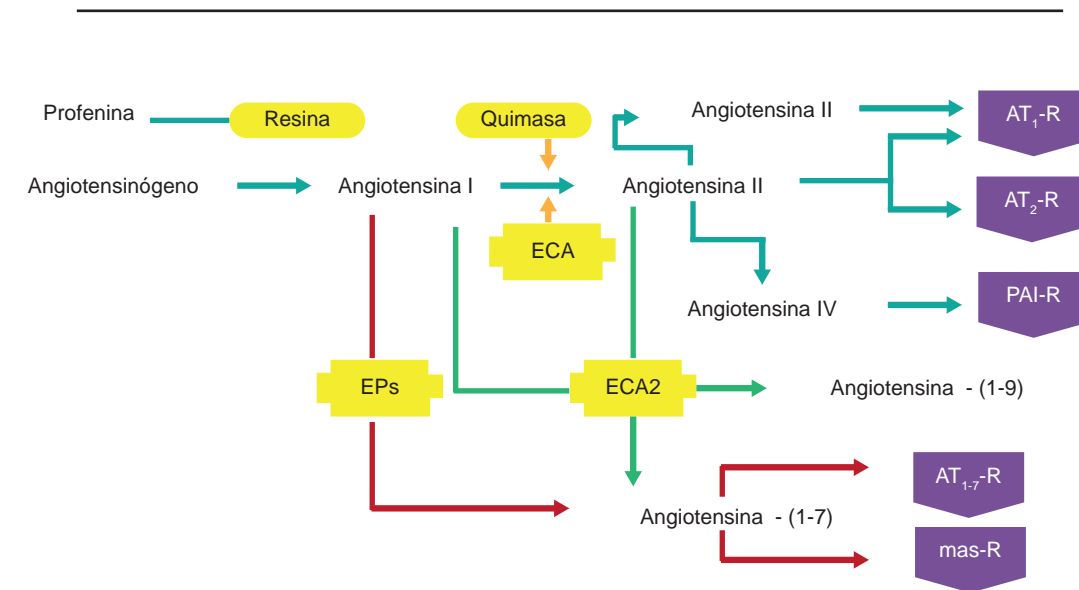 Profenina
Resina
Quimasa
Angiotensina II
AT₁-R
Angiotensinógeno
Angiotensina I
Angiotensina II
AT₂-R
ECA
Angiotensina IV
PAI-R
EPs
ECA2
Angiotensina - (1-9)
AT₁₋₇-R
Angiotensina - (1-7)
mas-R